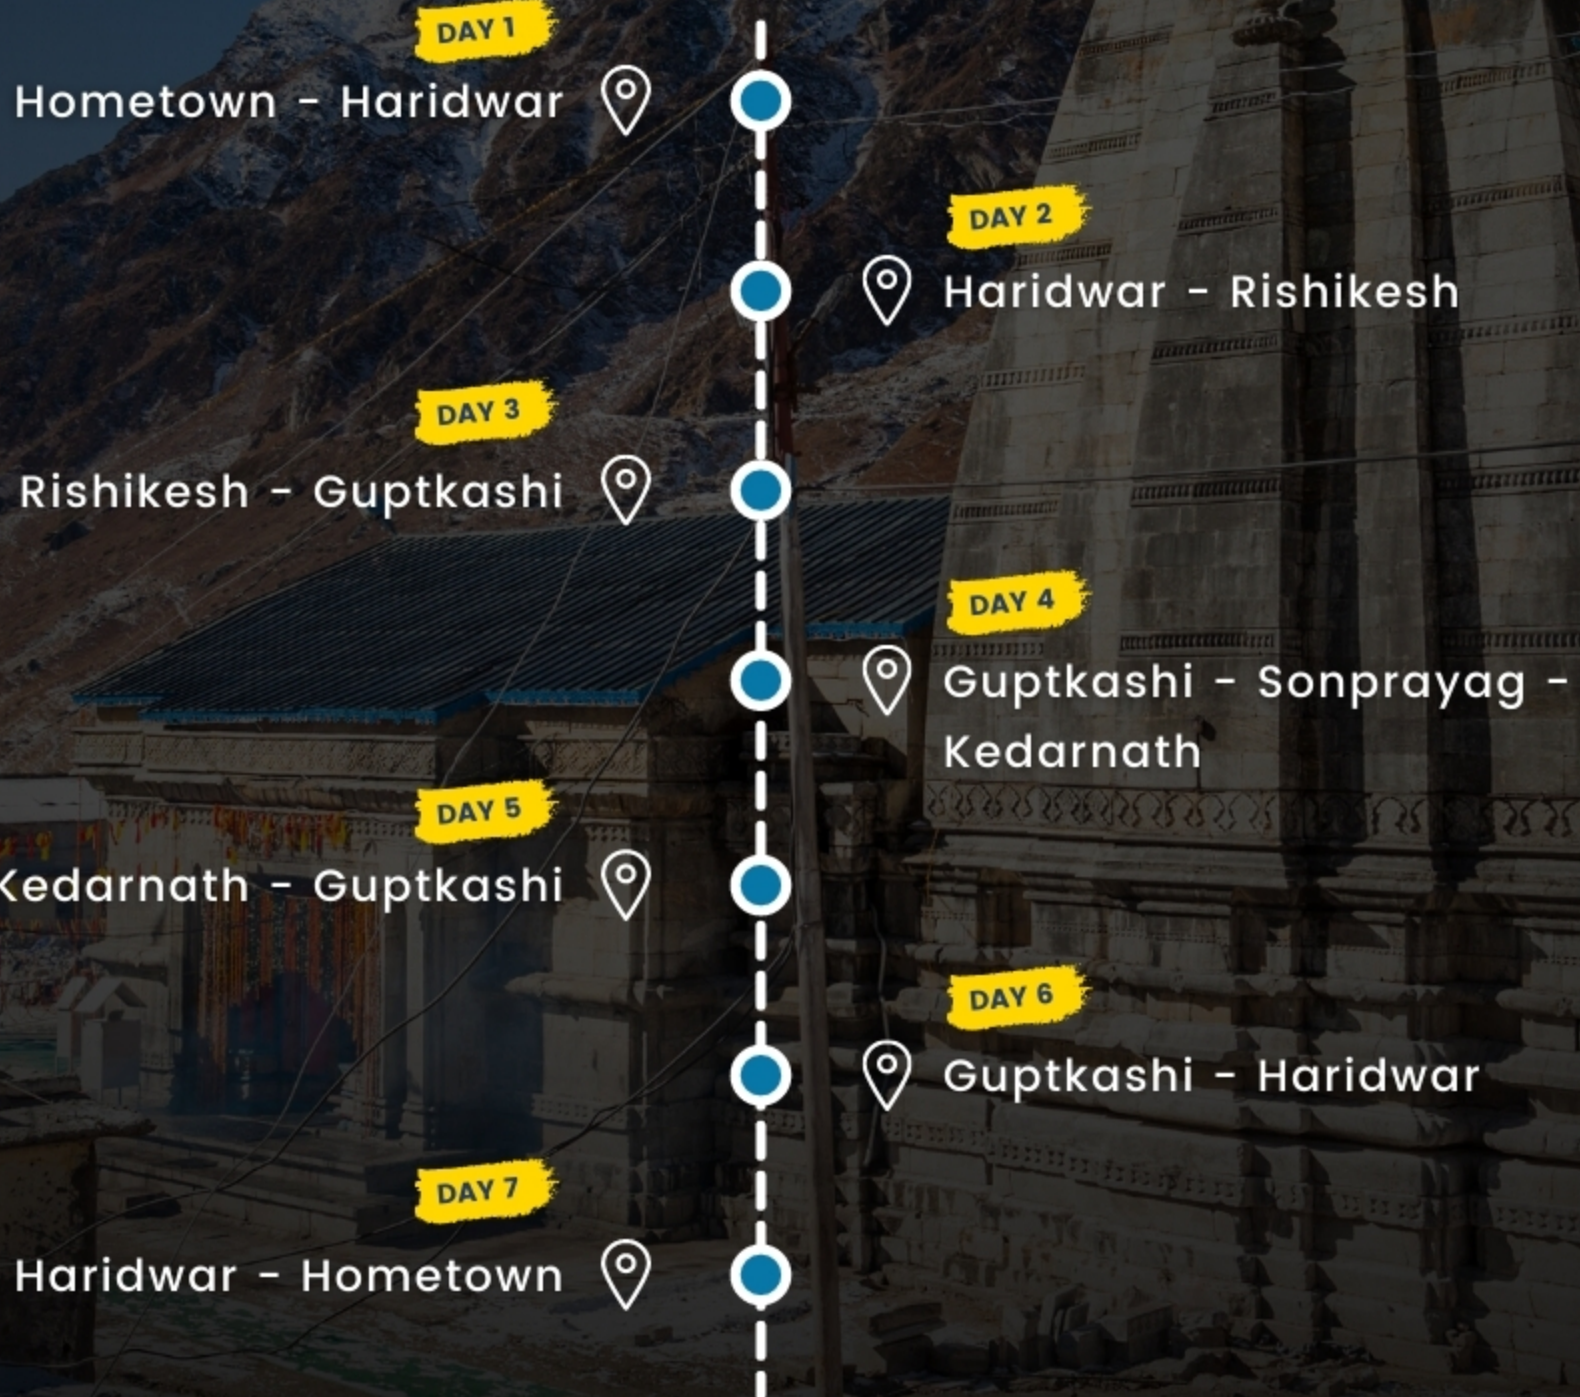 DAY 1
Hometown - Haridwar
DAY 2
Haridwar - Rishikesh
DAY 3
Rishikesh - Guptkashi
DAY 4
Guptkashi - Sonprayag -
Kedarnath
DAY 5
Kedarnath - Guptkashi
DAY 6
Guptkashi - Haridwar
DAY 7
Haridwar - Hometown